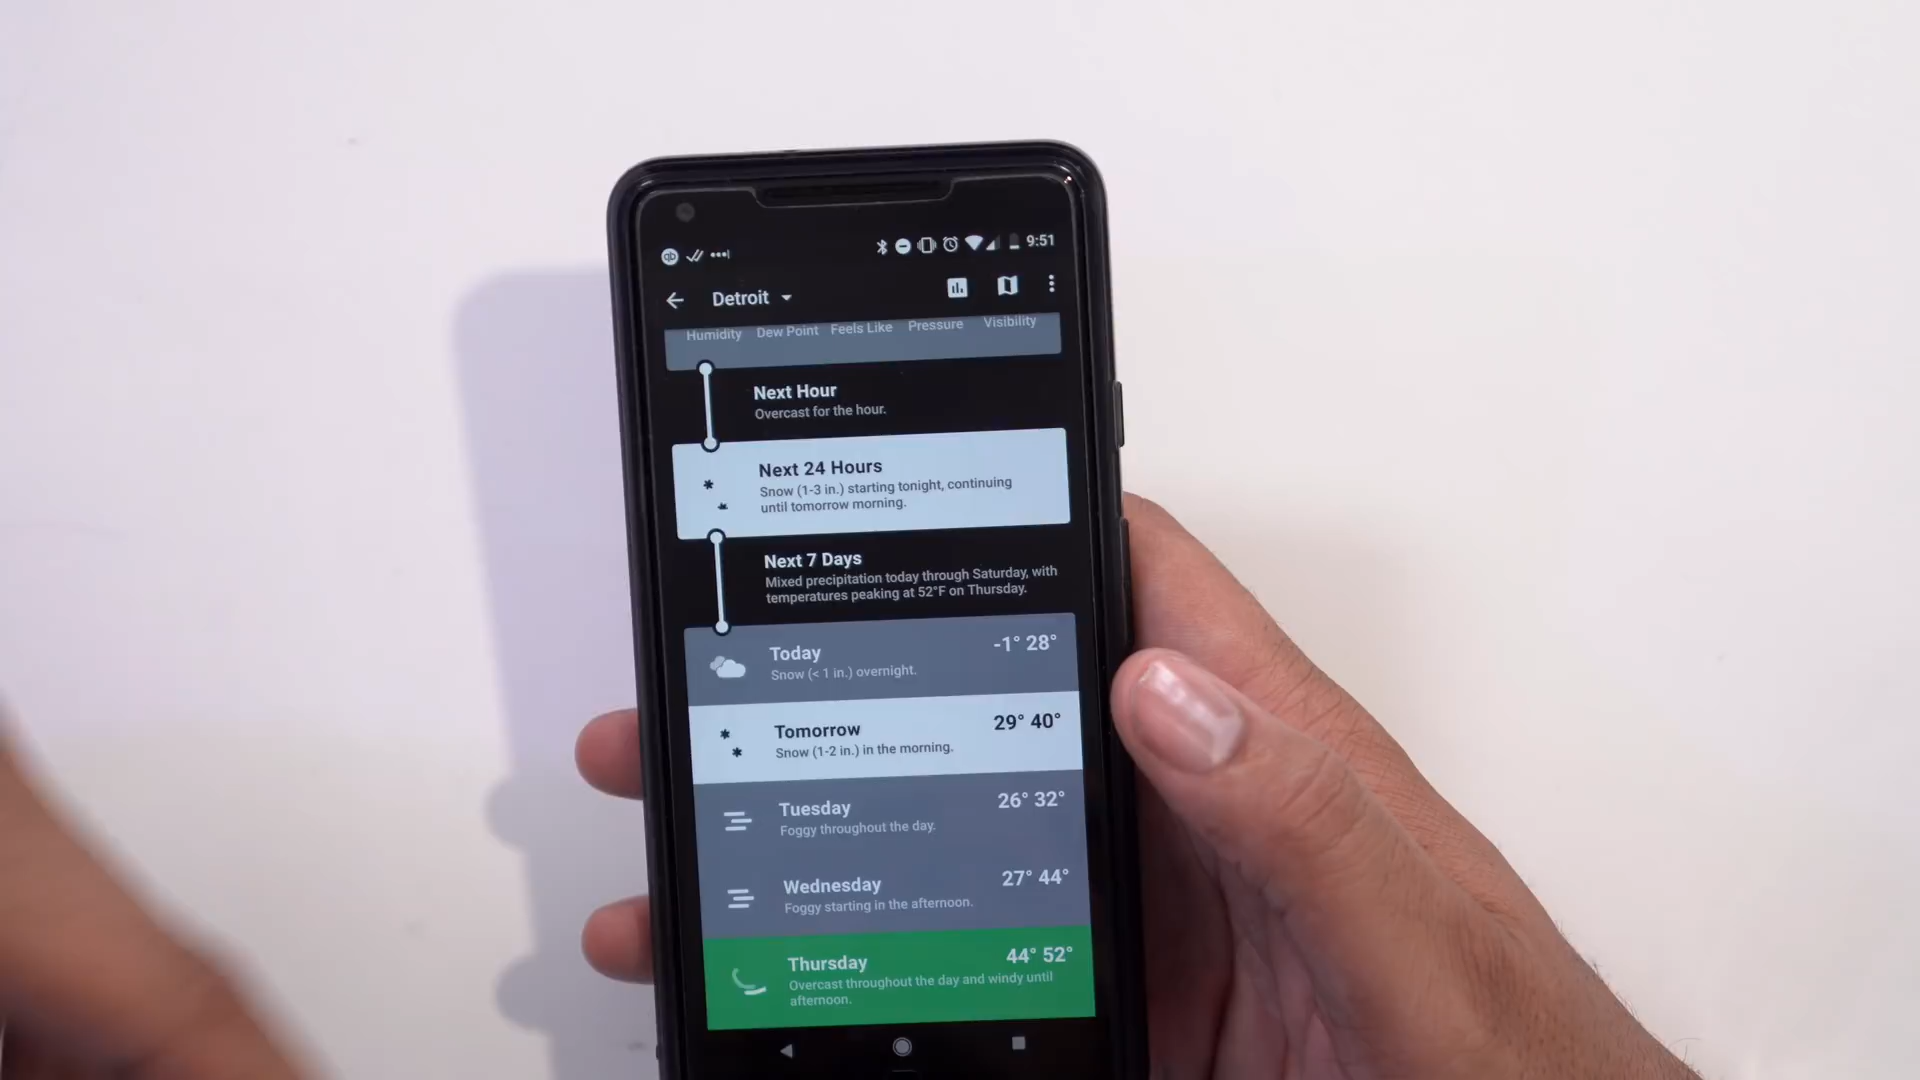 qb 9:51
Detroit
Humidity Dew Point Feels Like Pressure Visibility
Next Hour
Overcast for the hour.
Next 24 Hours
Snow (1-3 in.) starting tonight, continuing
until tomorrow morning.
Next 7 Days
Mixed precipitation today through Saturday, with
temperatures peaking at 52°F on Thursday.
Today -1° 28°
Snow (< 1 in.) overnight.
Tomorrow 29° 40°
Snow (1-2 in.) in the morning.
Tuesday 26° 32°
Foggy throughout the day.
Wednesday 27° 44°
Foggy starting in the afternoon.
Thursday 44° 52°
Overcast throughout the day and windy until
afternoon.